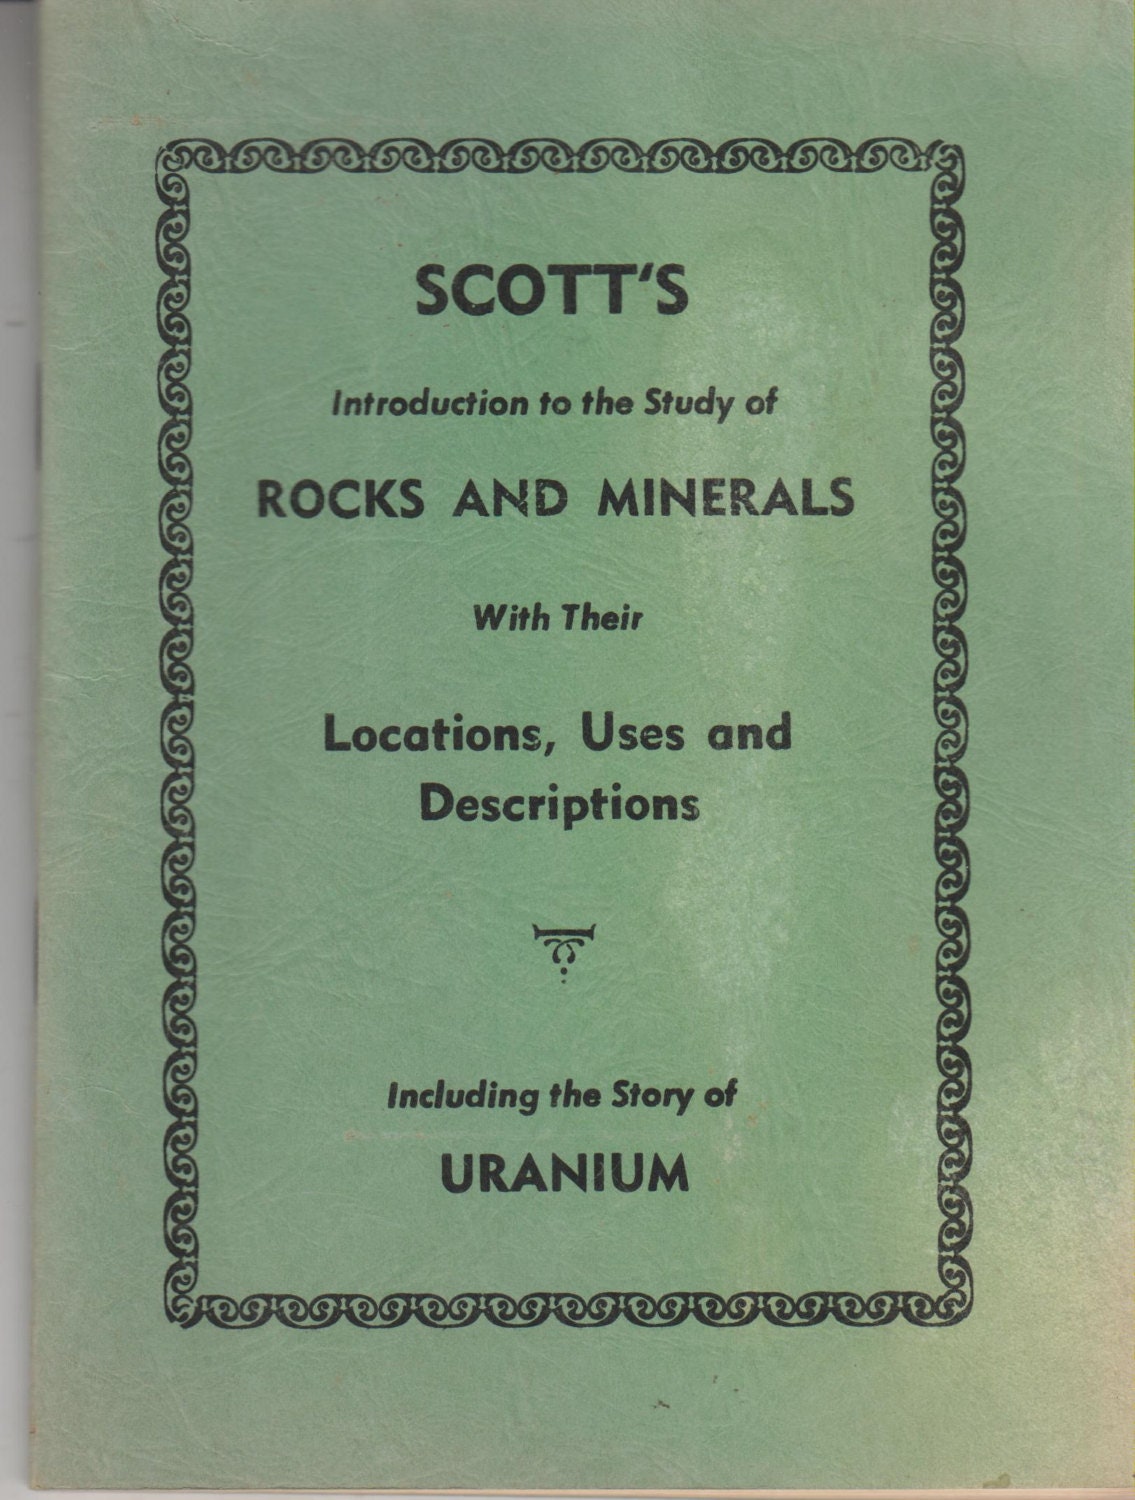 SCOTT'S
Introduction to the Study of
ROCKS AND MINERALS
With Their
Locations, Uses and
Descriptions
Including the Story of
URANIUM